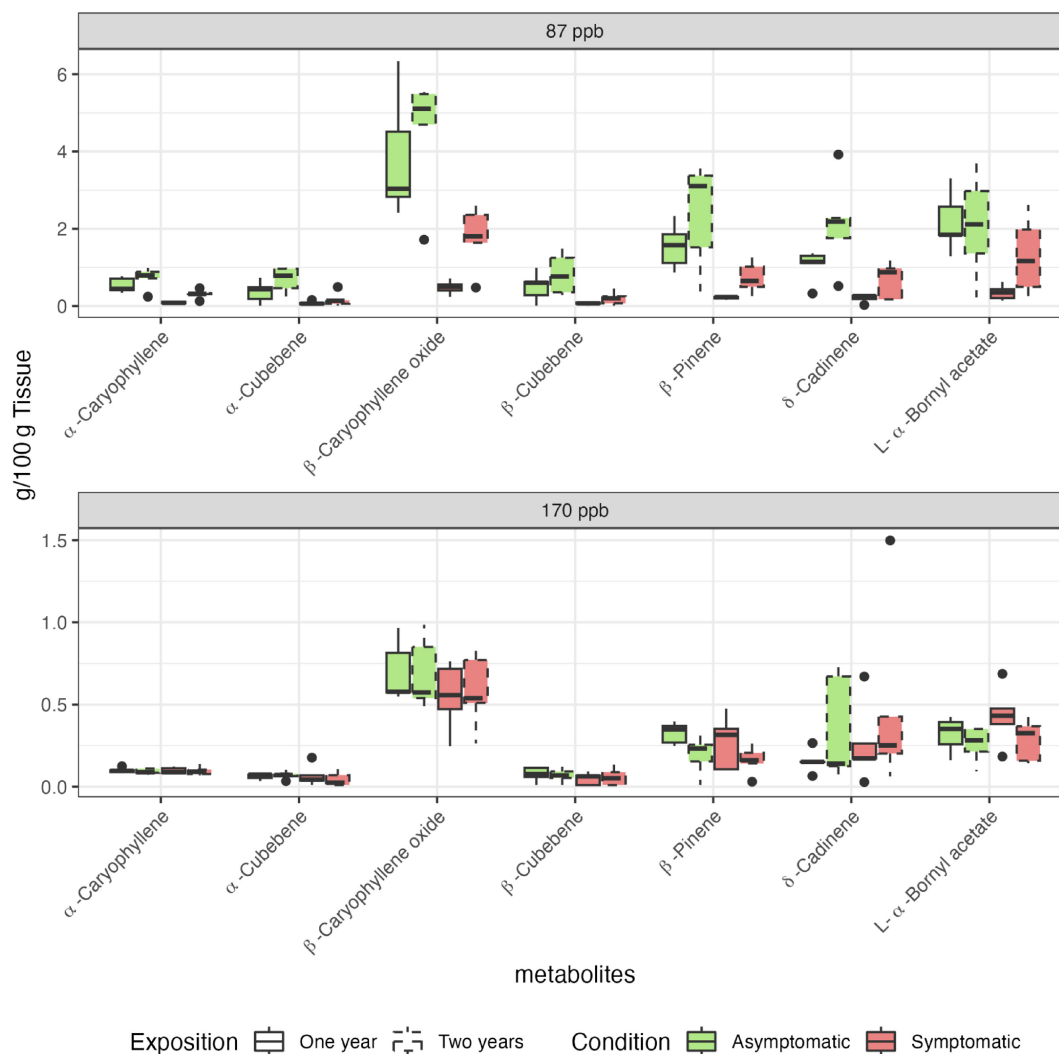 87 ppb
6
4
2
0
α-Caryophyllene
α-Cubebene
β-Caryophyllene oxide
β-Cubebene
β-Pinene
δ-Cadinene
L-α-Bornyl acetate
g/100 g Tissue
170 ppb
1.5
1.0
0.5
0.0
α-Caryophyllene
α-Cubebene
β-Caryophyllene oxide
β-Cubebene
β-Pinene
δ-Cadinene
L-α-Bornyl acetate
metabolites
Exposition One year Two years Condition Asymptomatic Symptomatic